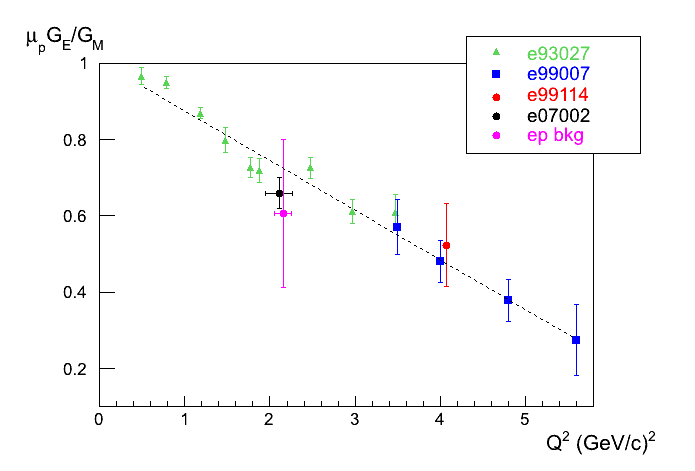 μpGE/GM
e93027
e99007
e99114
e07002
ep bkg
1
0.8
0.6
0.4
0.2
0 1 2 3 4 5
Q² (GeV/c)²